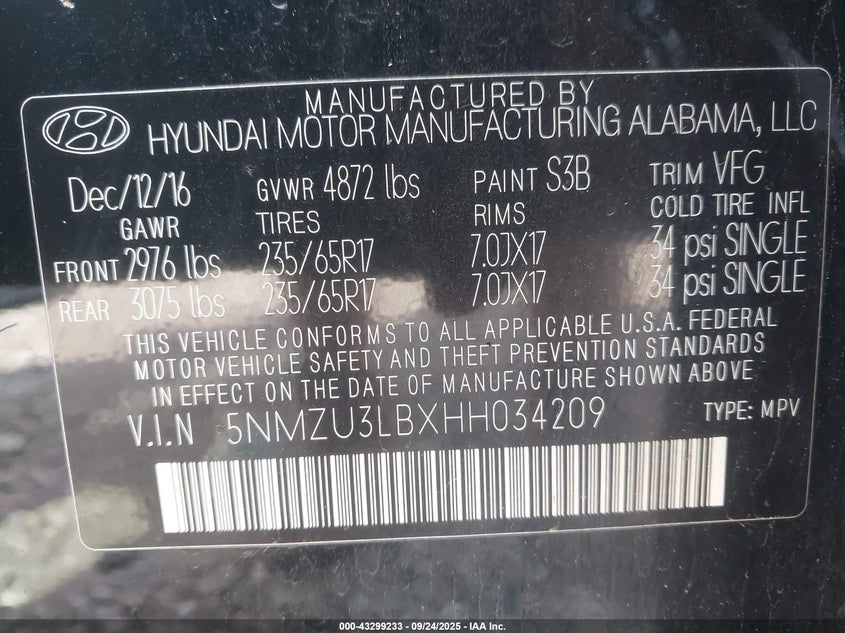 MANUFACTURED BY
HYUNDAI MOTOR MANUFACTURING ALABAMA, LLC
Dec/12/16 GVWR 4872 lbs PAINT S3B TRIM VFG
GAWR TIRES RIMS COLD TIRE INFL
FRONT 2976 lbs 235/65R17 7.0JX17 34 psi SINGLE
REAR 3075 lbs 235/65R17 7.0JX17 34 psi SINGLE
THIS VEHICLE CONFORMS TO ALL APPLICABLE U.S.A. FEDERAL
MOTOR VEHICLE SAFETY AND THEFT PREVENTION STANDARDS
IN EFFECT ON THE DATE OF MANUFACTURE SHOWN ABOVE
V.I.N 5NMZU3LBXHH034209 TYPE: MPV
000-43299233 - 09/24/2025 - IAA Inc.